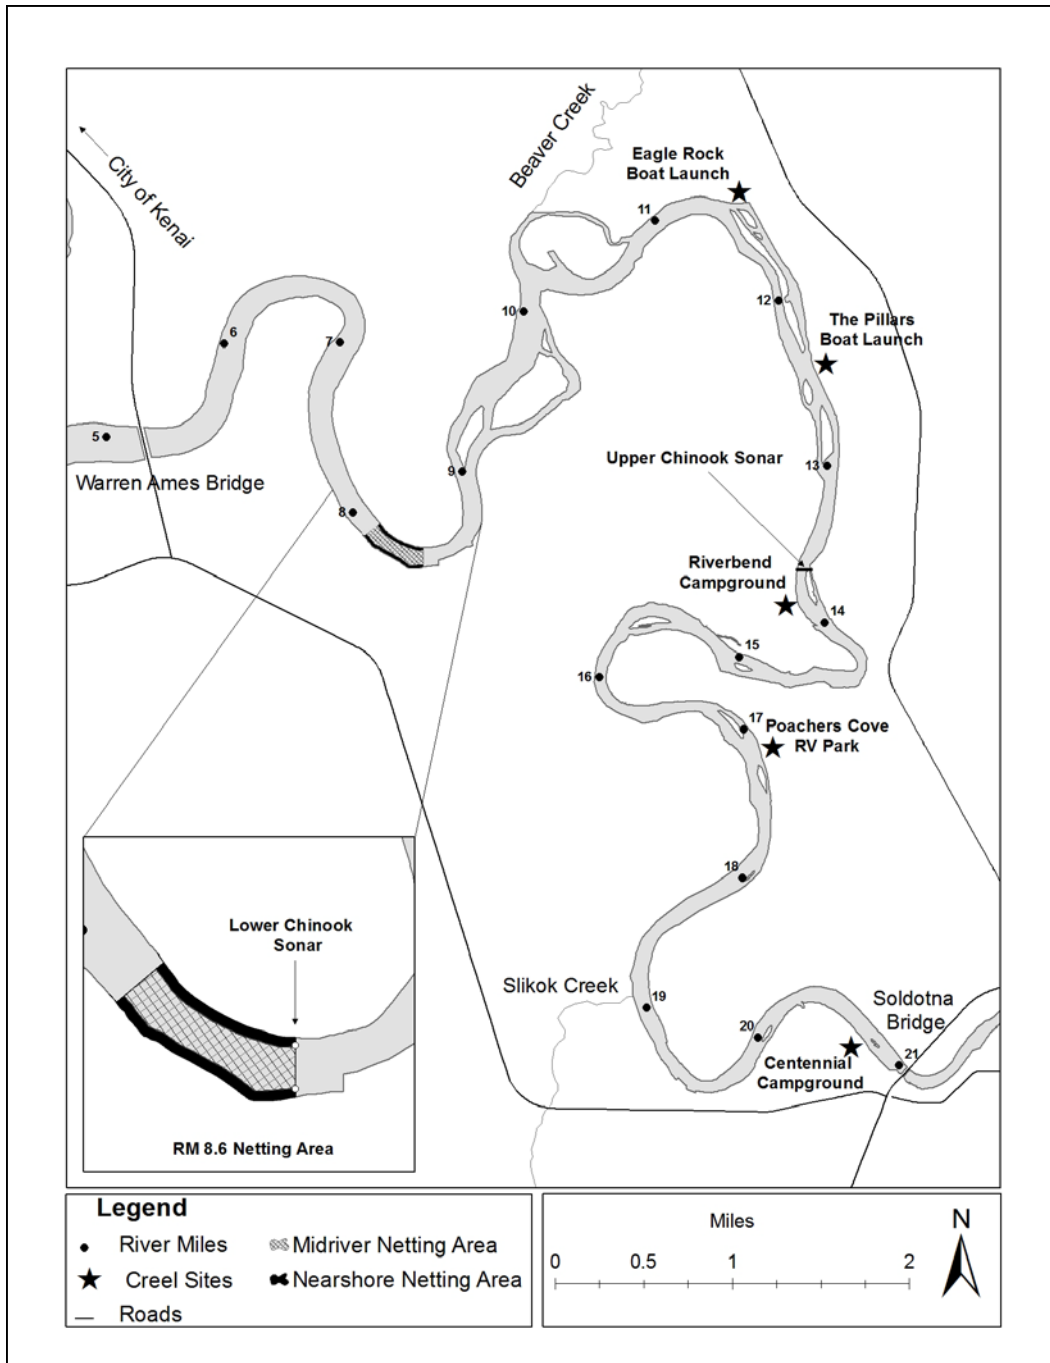 Beaver Creek
Eagle Rock
Boat Launch
City of Kenai
11
12
10
6
7
The Pillars
Boat Launch
5
Warren Ames Bridge
9
8
Upper Chinook Sonar
13
Riverbend
Campground
14
15
16
17
Poachers Cove
RV Park
18
Lower Chinook
Sonar
Slikok Creek
19
Soldotna
Bridge
20
21
Centennial
Campground
RM 8.6 Netting Area
Legend
River Miles
Midriver Netting Area
Creel Sites
Nearshore Netting Area
Roads
Miles
0 0.5 1 2
N